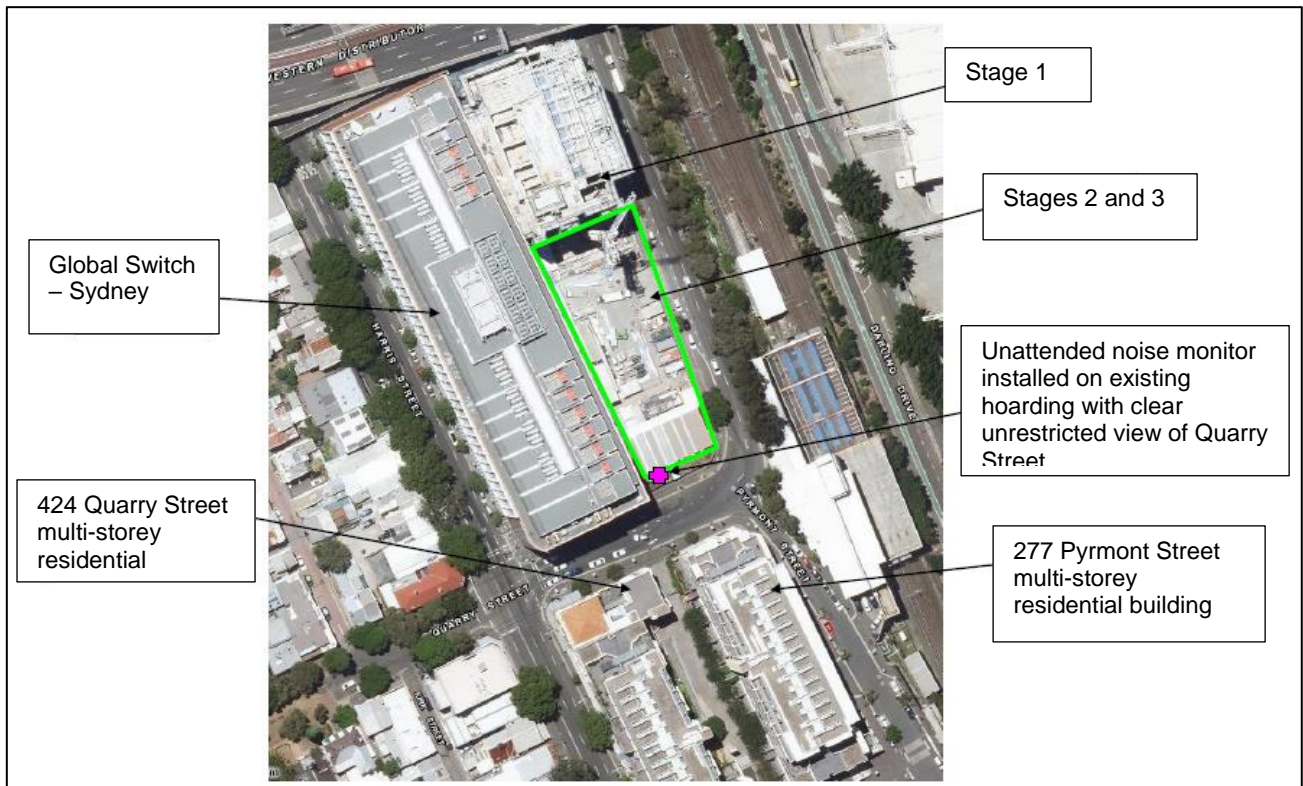 WESTERN DISTRIBUTOR
Stage 1
Stages 2 and 3
Global Switch
– Sydney
HARRIS STREET
DARLING DRIVE
Unattended noise monitor
installed on existing
hoarding with clear
unrestricted view of Quarry
Street
424 Quarry Street
multi-storey
residential
PYRMONT STREET
277 Pyrmont Street
multi-storey
residential building
QUARRY STREET